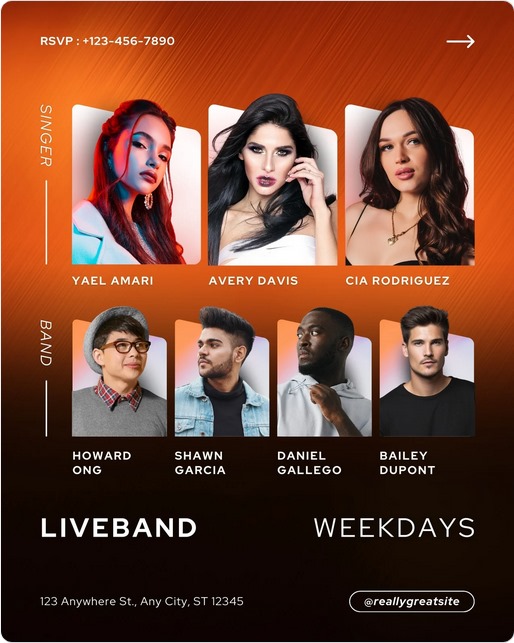 RSVP : +123-456-7890
SINGER
YAEL AMARI
AVERY DAVIS
CIA RODRIGUEZ
BAND
HOWARD
ONG
SHAWN
GARCIA
DANIEL
GALLEGO
BAILEY
DUPONT
LIVEBAND
WEEKDAYS
123 Anywhere St., Any City, ST 12345
@reallygreatsite